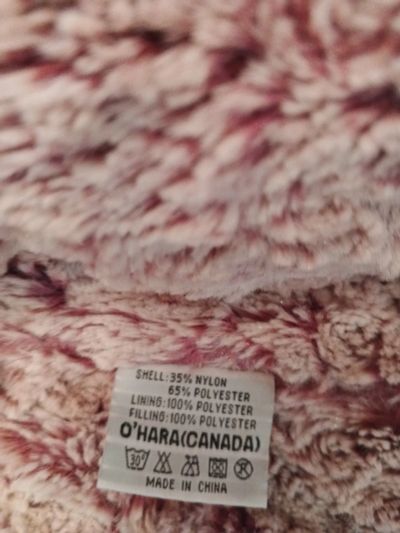 SHELL:35% NYLON
65% POLYESTER
LINING:100% POLYESTER
FILLING:100% POLYESTER
O'HARA(CANADA)
30°
MADE IN CHINA